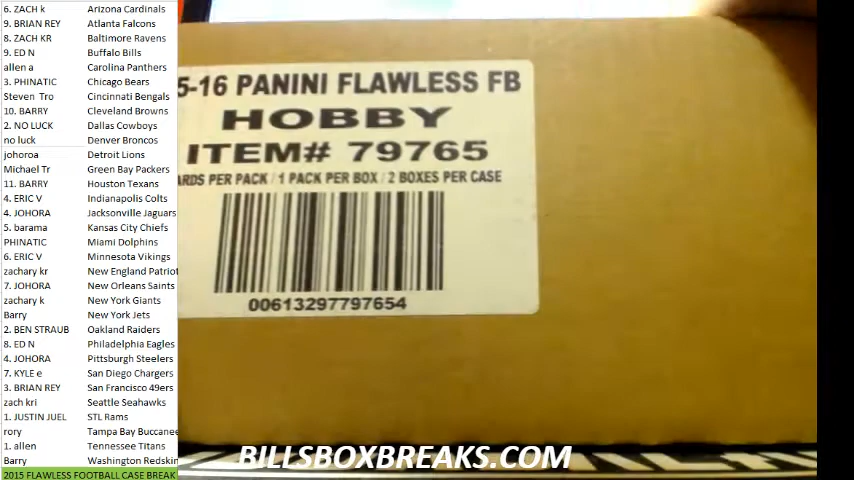 6. ZACH k Arizona Cardinals
9. BRIAN REY Atlanta Falcons
8. ZACH KR Baltimore Ravens
9. ED N Buffalo Bills
allen a Carolina Panthers
3. PHINATIC Chicago Bears
Steven Tro Cincinnati Bengals
10. BARRY Cleveland Browns
2. NO LUCK Dallas Cowboys
no luck Denver Broncos
johoroa Detroit Lions
Michael Tr Green Bay Packers
11. BARRY Houston Texans
4. ERIC V Indianapolis Colts
4. JOHORA Jacksonville Jaguars
5. barama Kansas City Chiefs
PHINATIC Miami Dolphins
6. ERIC V Minnesota Vikings
zachary kr New England Patriot
7. JOHORA New Orleans Saints
zachary k New York Giants
Barry New York Jets
2. BEN STRAUB Oakland Raiders
8. ED N Philadelphia Eagles
4. JOHORA Pittsburgh Steelers
7. KYLE e San Diego Chargers
3. BRIAN REY San Francisco 49ers
zach kri Seattle Seahawks
1. JUSTIN JUEL STL Rams
rory Tampa Bay Buccanee
1. allen Tennessee Titans
Barry Washington Redskin
2015 FLAWLESS FOOTBALL CASE BREAK
5-16 PANINI FLAWLESS FB
HOBBY
ITEM# 79765
ARDS PER PACK / 1 PACK PER BOX / 2 BOXES PER CASE
00613297797654
BILLSBOXBREAKS.COM